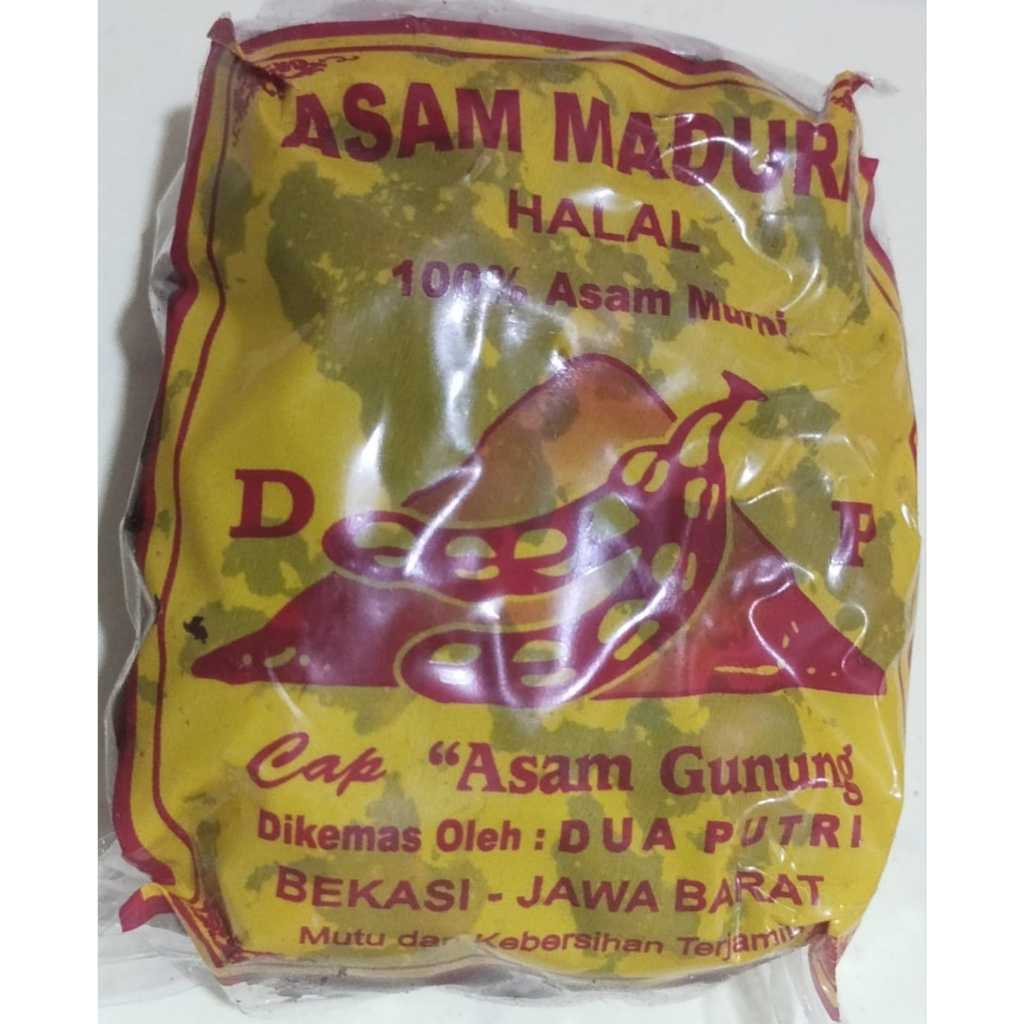 ASAM MADURA
HALAL
100% Asam Murni
D P
Cap "Asam Gunung
Dikemas Oleh : DUA PUTRI
BEKASI - JAWA BARAT
Mutu dan Kebersihan Terjamin